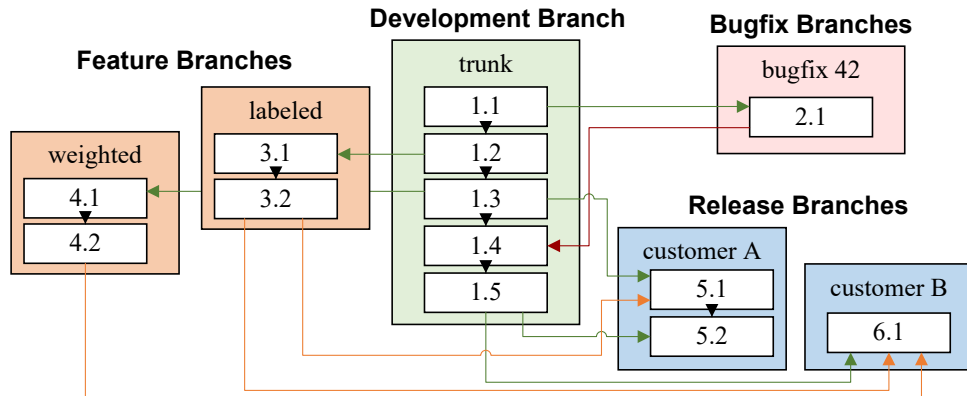 Development Branch
Bugfix Branches
Feature Branches
trunk
bugfix 42
1.1
2.1
labeled
3.1
1.2
weighted
4.1
3.2
1.3
Release Branches
4.2
1.4
customer A
5.1
customer B
1.5
5.2
6.1